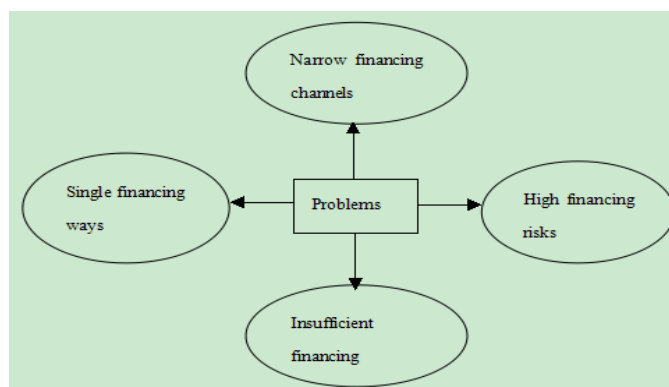 Narrow financing
channels
Single financing
ways
Problems
High financing
risks
Insufficient
financing